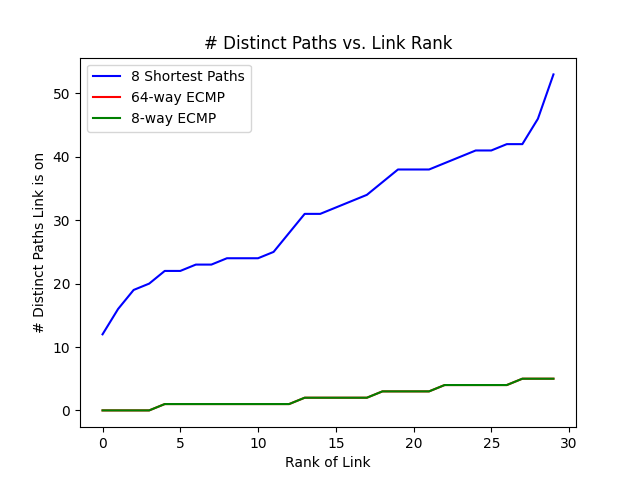 # Distinct Paths vs. Link Rank
8 Shortest Paths
64-way ECMP
8-way ECMP
# Distinct Paths Link is on
50
40
30
20
10
0
0 5 10 15 20 25 30
Rank of Link